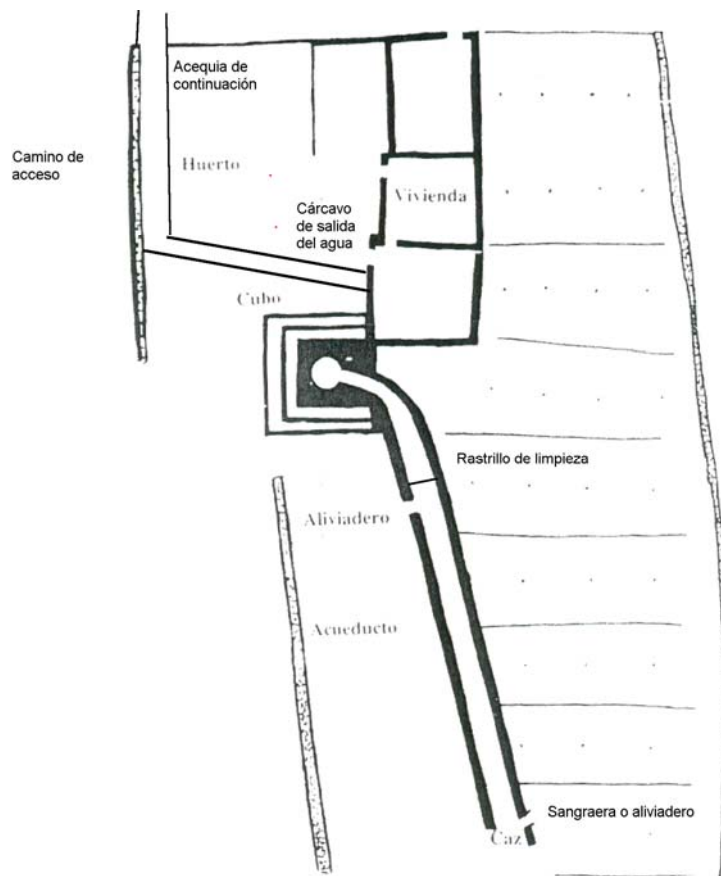 Acequia de
continuación
Camino de
acceso
Huerto
Vivienda
Cárcavo
de salida
del agua
Cubo
Rastrillo de limpieza
Aliviadero
Acueducto
Sangraera o aliviadero
Caz